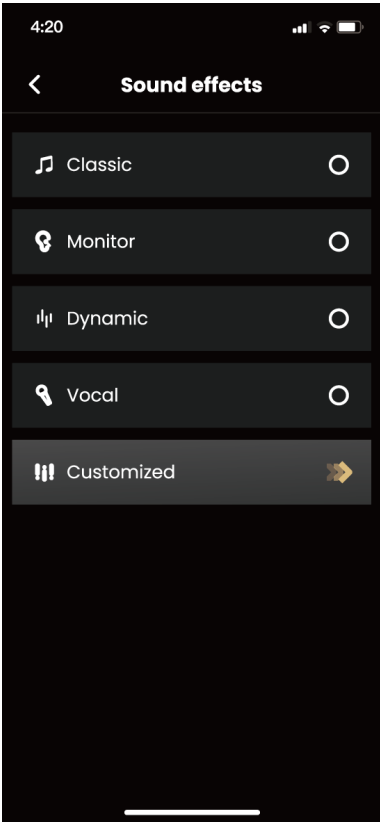 4:20
Sound effects
Classic
Monitor
Dynamic
Vocal
Customized